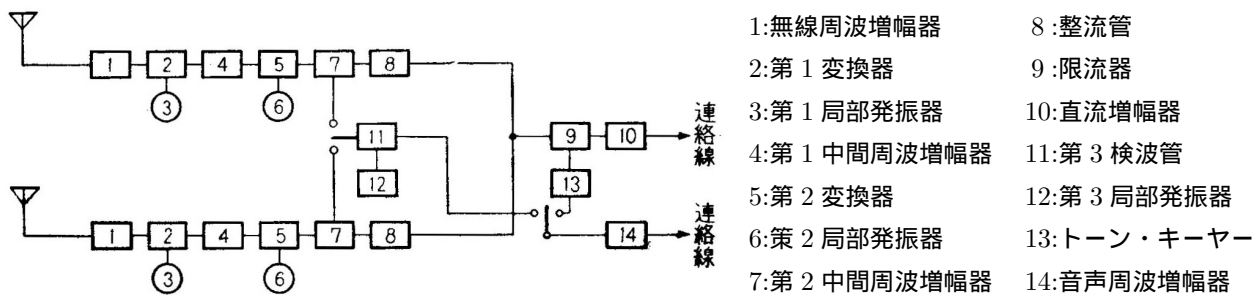 1 2 4 5 7 8
3 6
11 9 10 連絡線
12 13
14 連絡線
1 2 4 5 7 8
3 6
1:無線周波増幅器
2:第 1 変換器
3:第 1 局部発振器
4:第 1 中間周波増幅器
5:第 2 変換器
6:策 2 局部発振器
7:第 2 中間周波増幅器
8 :整流管
9 :限流器
10:直流増幅器
11:第 3 検波管
12:第 3 局部発振器
13:トーン・キーヤー
14:音声周波増幅器